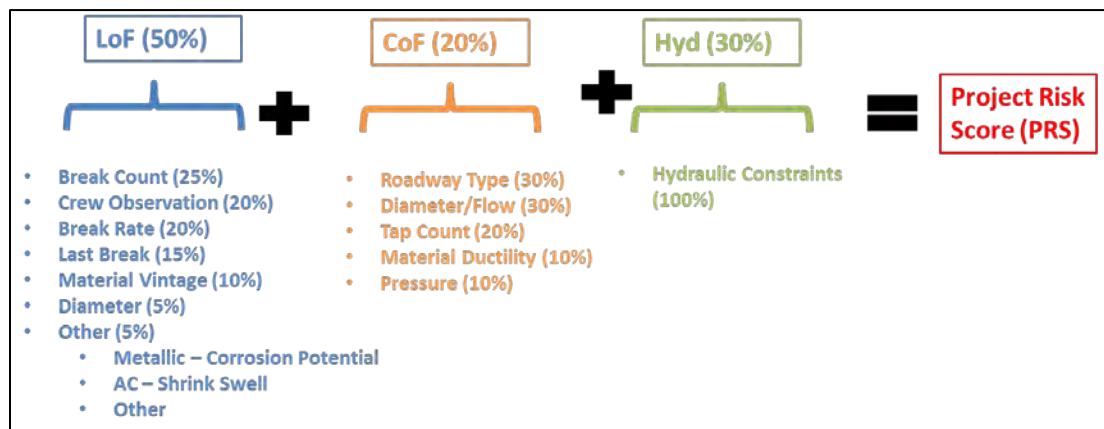 LoF (50%)
CoF (20%)
Hyd (30%)
Project Risk
Score (PRS)
• Break Count (25%)
• Crew Observation (20%)
• Break Rate (20%)
• Last Break (15%)
• Material Vintage (10%)
• Diameter (5%)
• Other (5%)
• Metallic – Corrosion Potential
• AC – Shrink Swell
• Other
• Roadway Type (30%)
• Diameter/Flow (30%)
• Tap Count (20%)
• Material Ductility (10%)
• Pressure (10%)
• Hydraulic Constraints
(100%)